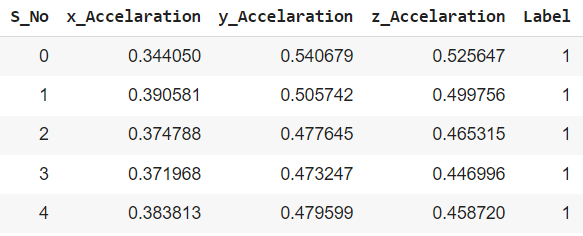 S_No x_Accelaration y_Accelaration z_Accelaration Label
0 0.344050 0.540679 0.525647 1
1 0.390581 0.505742 0.499756 1
2 0.374788 0.477645 0.465315 1
3 0.371968 0.473247 0.446996 1
4 0.383813 0.479599 0.458720 1